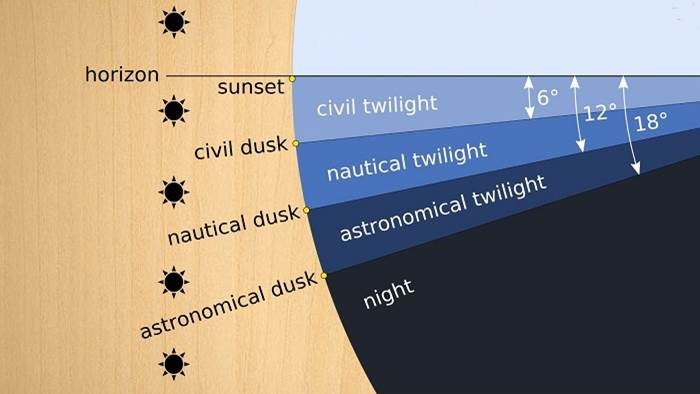 horizon
sunset
civil twilight
6°
12°
18°
civil dusk
nautical twilight
nautical dusk
astronomical twilight
astronomical dusk
night